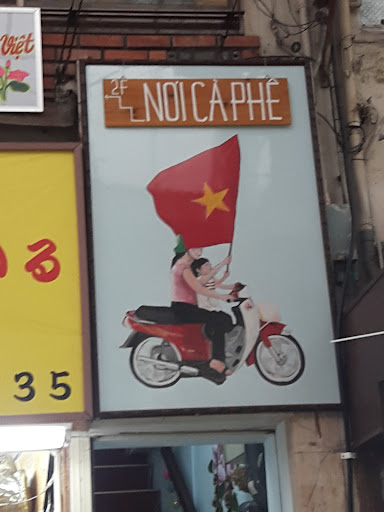 Việt
2F NƠI CÀ PHÊ
35